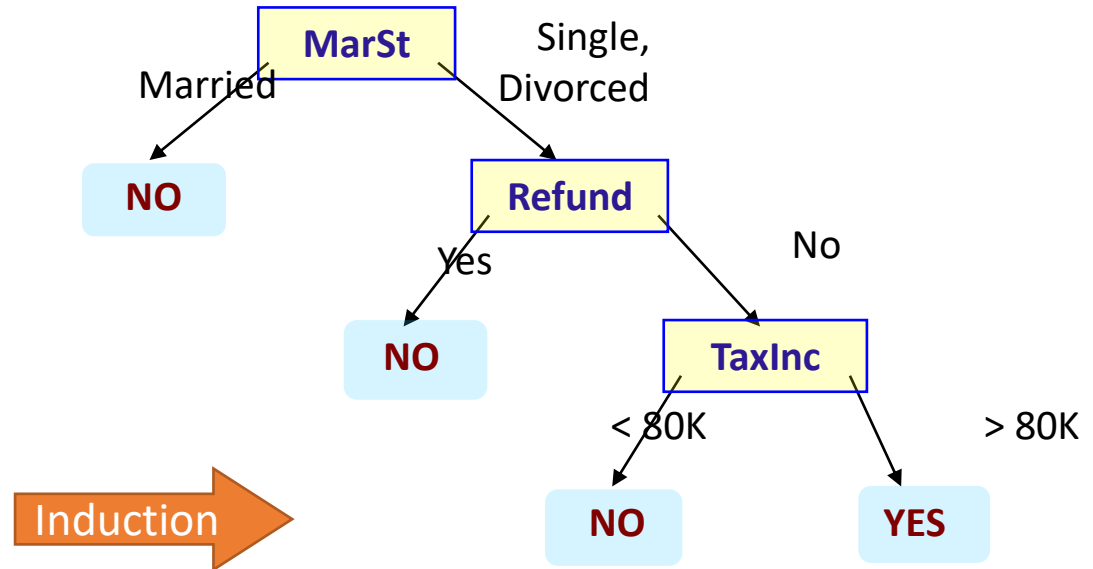 MarSt
Single,
Married
Divorced
NO
Refund
Yes
No
NO
TaxInc
< 80K
> 80K
Induction
NO
YES